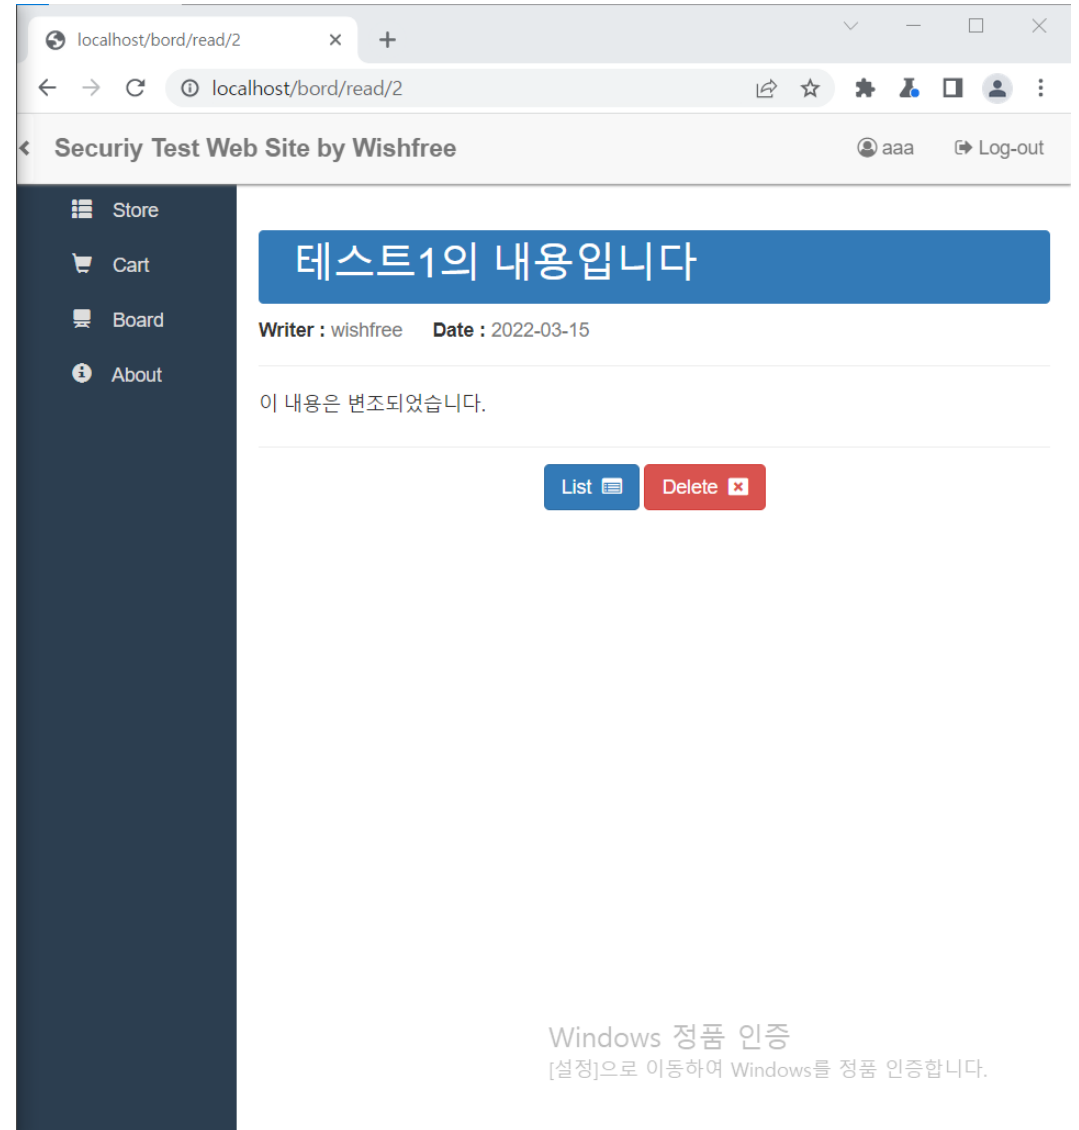 localhost/bord/read/2
localhost/bord/read/2
Securiy Test Web Site by Wishfree
aaa
Log-out
Store
Cart
Board
About
테스트1의 내용입니다
Writer : wishfree Date : 2022-03-15
이 내용은 변조되었습니다.
List
Delete
Windows 정품 인증
[설정]으로 이동하여 Windows를 정품 인증합니다.